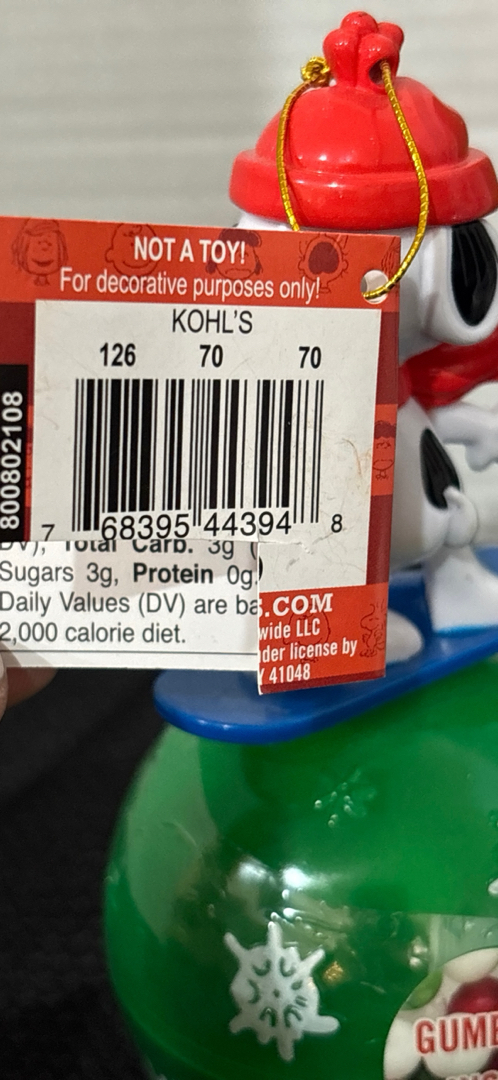 NOT A TOY!
For decorative purposes only!
KOHL'S
126 70 70
800802108
7 68395 44394 8
DV), Total Carb. 3g (
Sugars 3g, Protein 0g.
Daily Values (DV) are ba
2,000 calorie diet.
.COM
wide LLC
der license by
Y 41048
GUMB